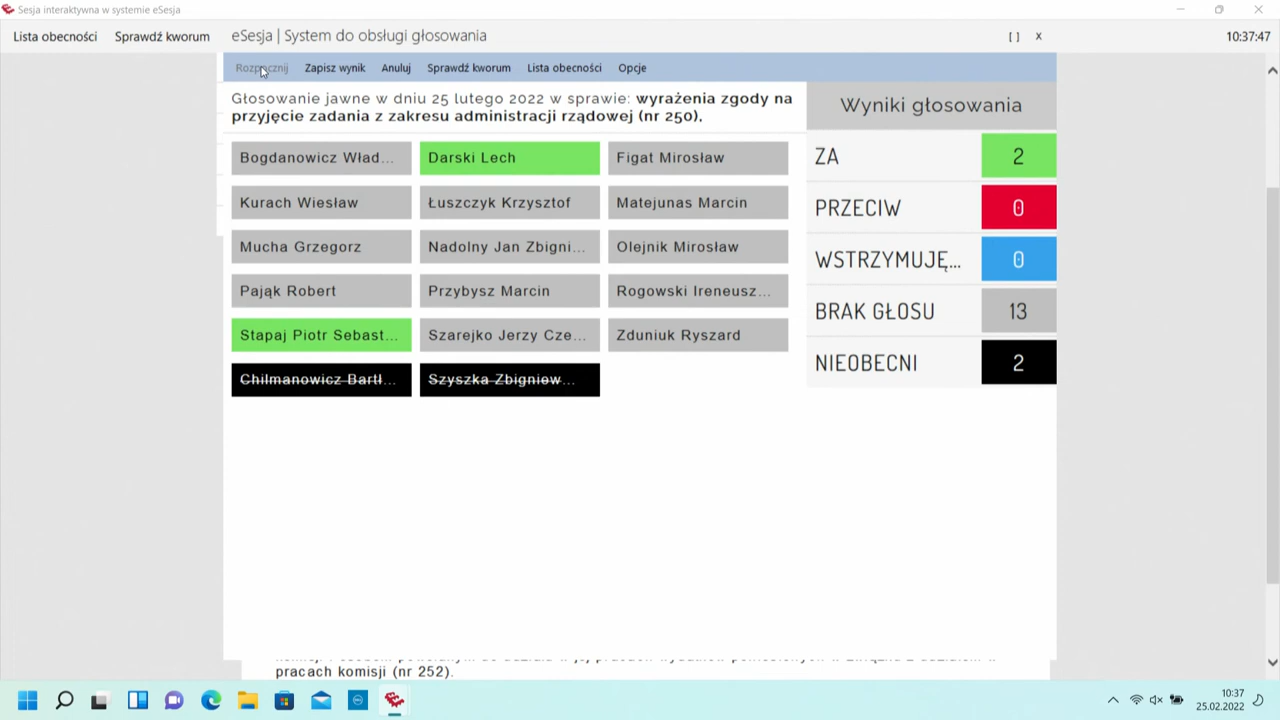 Sesja interaktywna w systemie eSesja
Lista obecności Sprawdź kworum eSesja | System do obsługi głosowania [ ] x 10:37:47
Rozpocznij Zapisz wynik Anuluj Sprawdź kworum Lista obecności Opcje
Głosowanie jawne w dniu 25 lutego 2022 w sprawie: wyrażenia zgody na
przyjęcie zadania z zakresu administracji rządowej (nr 250),
Wyniki głosowania
Bogdanowicz Wład... Darski Lech Figat Mirosław
Kurach Wiesław Łuszczyk Krzysztof Matejunas Marcin
Mucha Grzegorz Nadolny Jan Zbigni... Olejnik Mirosław
Pająk Robert Przybysz Marcin Rogowski Ireneusz...
Stapaj Piotr Sebast... Szarejko Jerzy Cze... Zduniuk Ryszard
Chilmanowicz Bartł... Szyszka Zbigniew...
ZA 2
PRZECIW 0
WSTRZYMUJĘ... 0
BRAK GŁOSU 13
NIEOBECNI 2
pracach komisji (nr 252).
10:37
25.02.2022